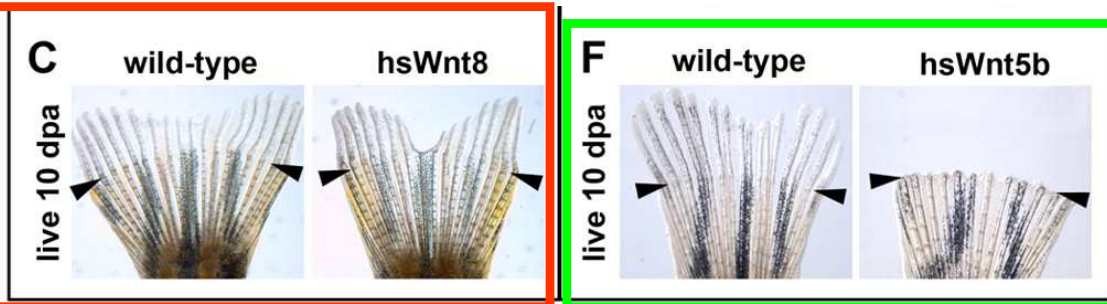 C
wild-type
hsWnt8
live 10 dpa
F
wild-type
hsWnt5b
live 10 dpa